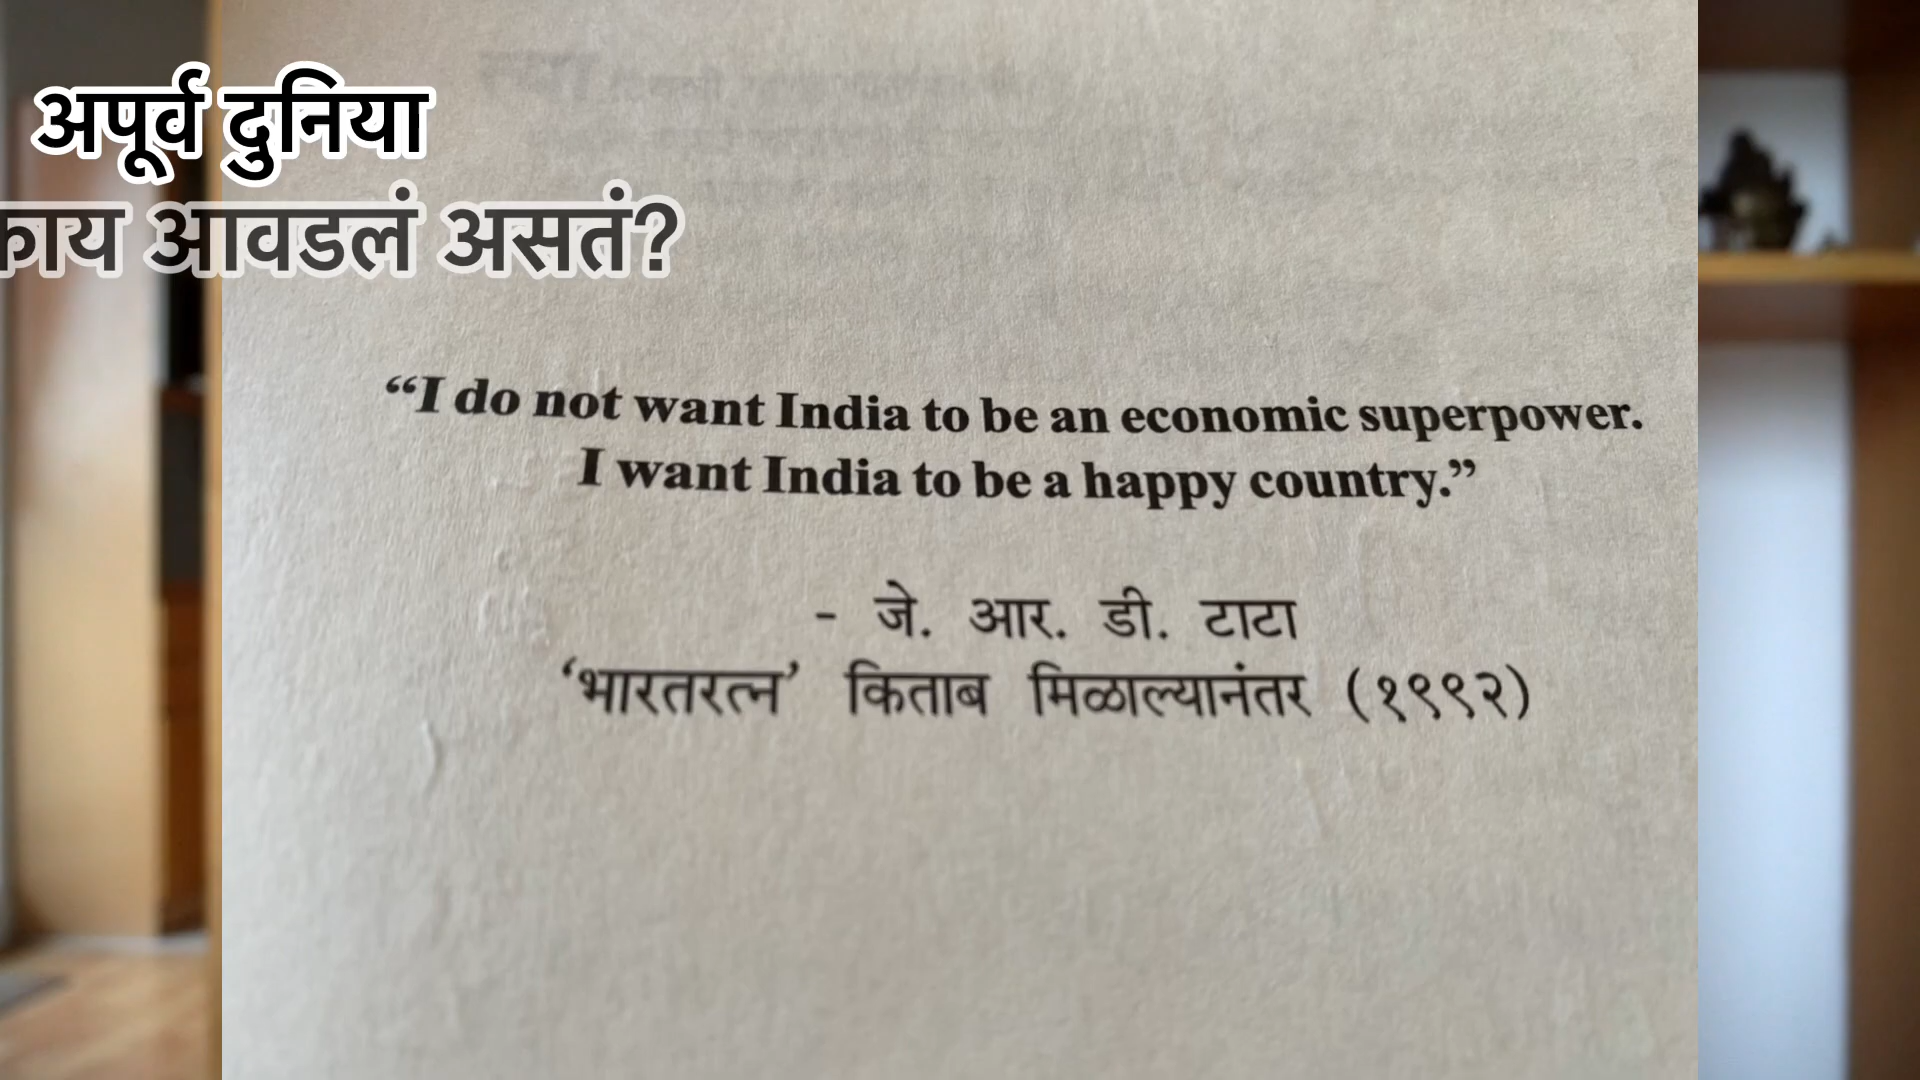 अपूर्व दुनिया
काय आवडलं असतं?
“I do not want India to be an economic superpower.
I want India to be a happy country.”
- जे. आर. डी. टाटा
‘भारतरत्न’ किताब मिळाल्यानंतर (१९९२)